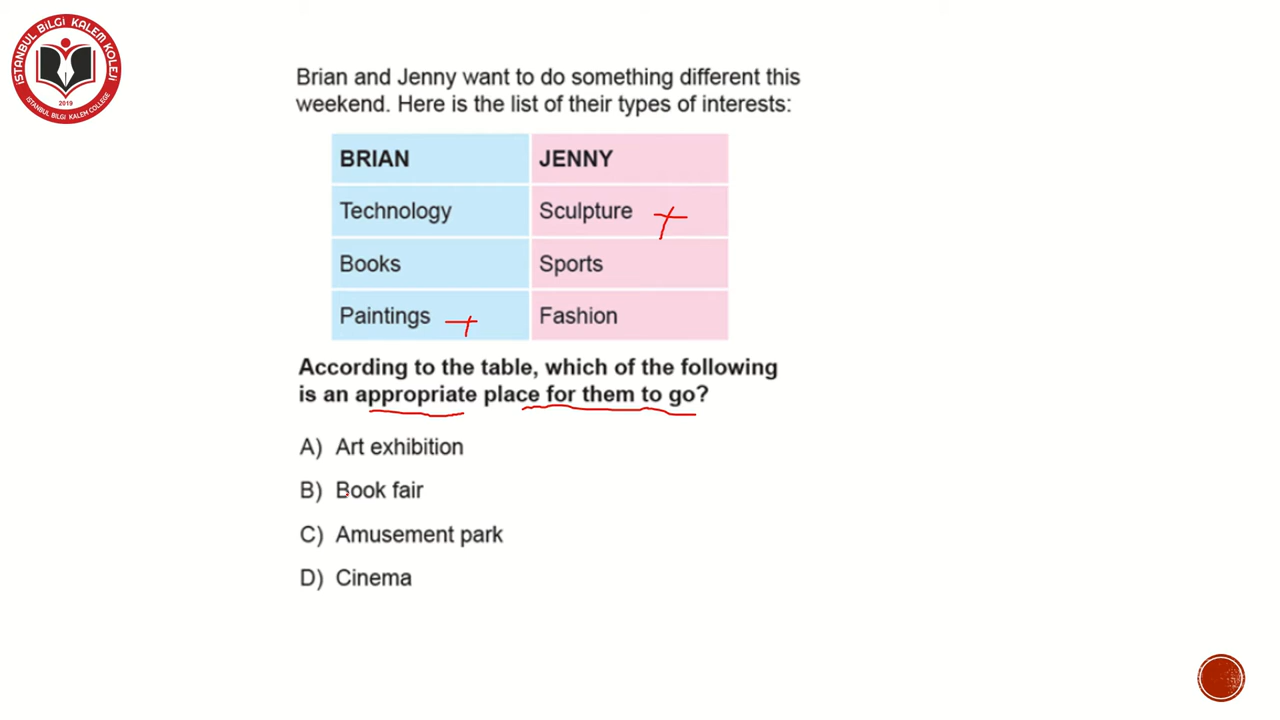 İSTANBUL BİLGİ KALEM KOLEJİ
2019
ISTANBUL BILGI KALEM COLLEGE
Brian and Jenny want to do something different this
weekend. Here is the list of their types of interests:
BRIAN JENNY
Technology Sculpture
Books Sports
Paintings Fashion
According to the table, which of the following
is an appropriate place for them to go?
A) Art exhibition
B) Book fair
C) Amusement park
D) Cinema